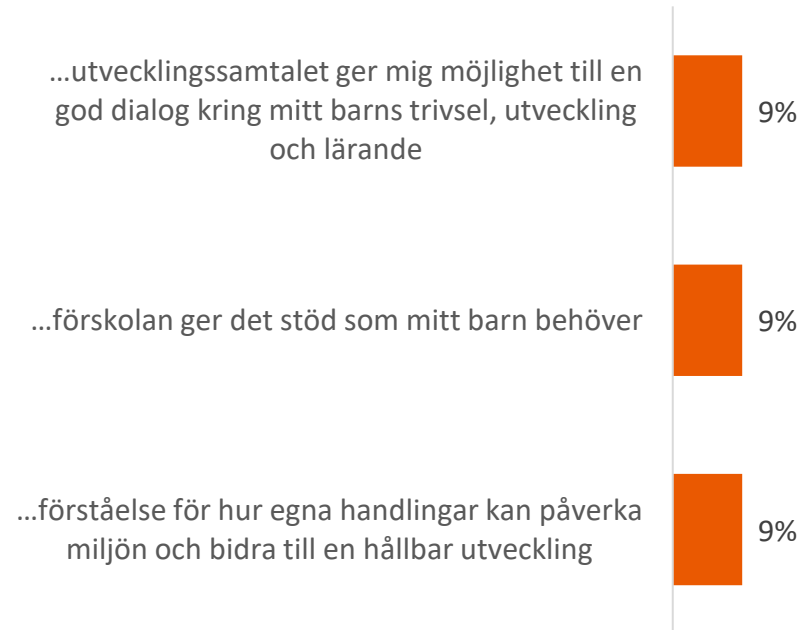 ...utvecklingssamtalet ger mig möjlighet till en
god dialog kring mitt barns trivsel, utveckling
och lärande
9%
...förskolan ger det stöd som mitt barn behöver
9%
...förståelse för hur egna handlingar kan påverka
miljön och bidra till en hållbar utveckling
9%